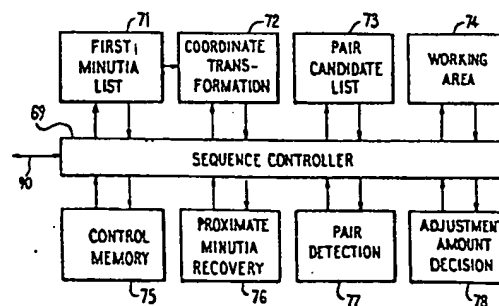 71
FIRST
MINUTIA
LIST
72
COORDINATE
TRANS-
FORMATION
73
PAIR
CANDIDATE
LIST
74
WORKING
AREA
69
SEQUENCE CONTROLLER
90
CONTROL
MEMORY
75
PROXIMATE
MINUTIA
RECOVERY
76
PAIR
DETECTION
77
ADJUSTMENT
AMOUNT
DECISION
78